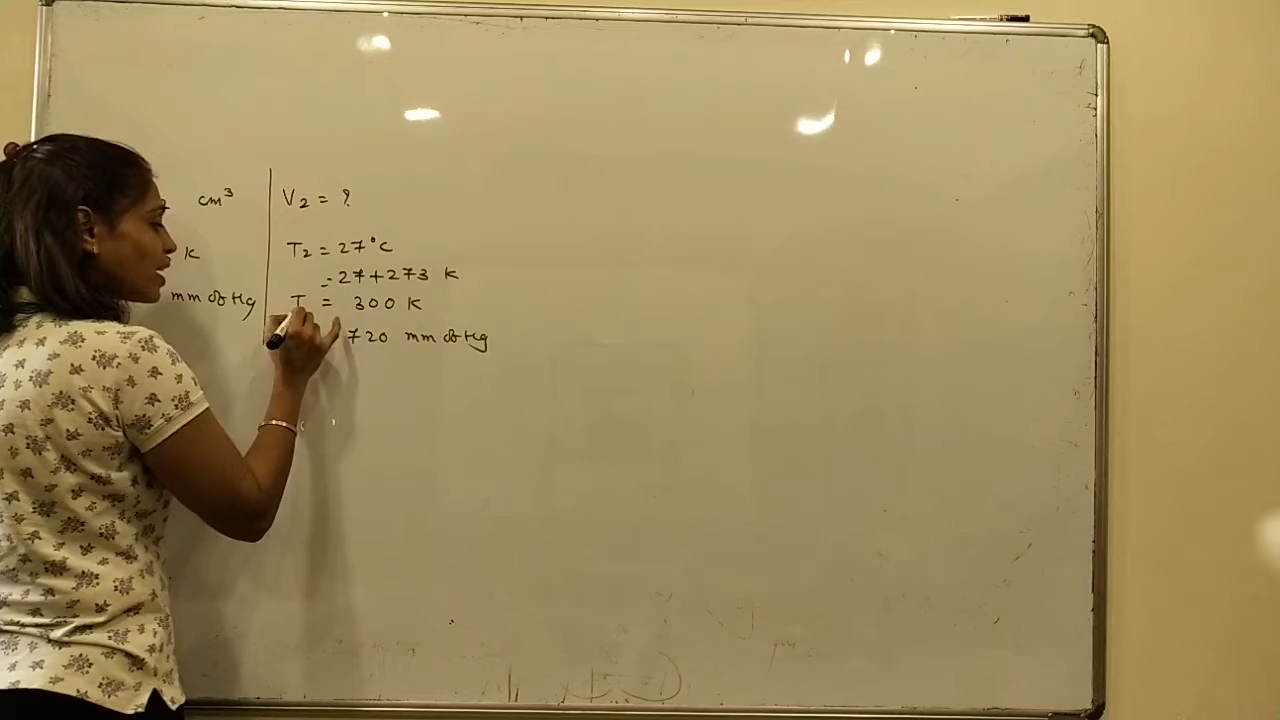 cm³ V₂ = ?
K T₂ = 27°C
= 27 + 273 K
mm of Hg T = 300 K
720 mm of Hg